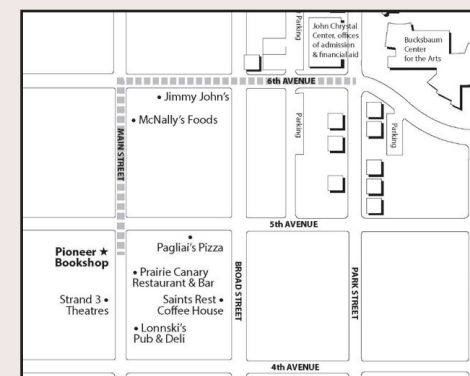 Parking
John Chrystal
Center, offices
of admission
& financial aid
Bucksbaum
Center
for the Arts
6th AVENUE
• Jimmy John's
• McNally's Foods
MAIN STREET
Parking
Parking
5th AVENUE
Pioneer ★
Bookshop
Pagliai's Pizza
• Prairie Canary
Restaurant & Bar
Strand 3 •
Theatres
Saints Rest •
Coffee House
• Lonnski's
Pub & Deli
BROAD STREET
PARK STREET
4th AVENUE